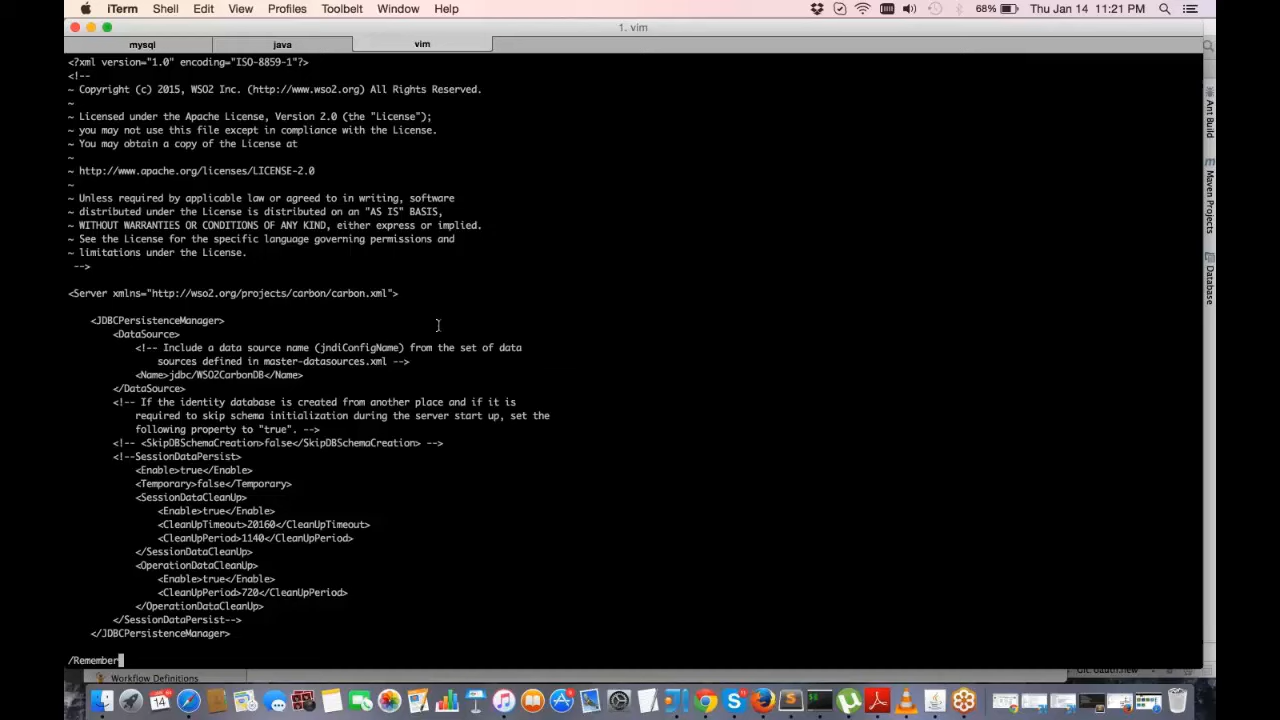 iTerm Shell Edit View Profiles Toolbelt Window Help 68% Thu Jan 14 11:21 PM
1. vim
mysql java vim
<?xml version="1.0" encoding="ISO-8859-1"?>
<!--
~ Copyright (c) 2015, WSO2 Inc. (http://www.wso2.org) All Rights Reserved.
~
~ Licensed under the Apache License, Version 2.0 (the "License");
~ you may not use this file except in compliance with the License.
~ You may obtain a copy of the License at
~
~ http://www.apache.org/licenses/LICENSE-2.0
~
~ Unless required by applicable law or agreed to in writing, software
~ distributed under the License is distributed on an "AS IS" BASIS,
~ WITHOUT WARRANTIES OR CONDITIONS OF ANY KIND, either express or implied.
~ See the License for the specific language governing permissions and
~ limitations under the License.
-->
<Server xmlns="http://wso2.org/projects/carbon/carbon.xml">
<JDBCPersistenceManager>
<DataSource>
<!-- Include a data source name (jndiConfigName) from the set of data
sources defined in master-datasources.xml -->
<Name>jdbc/WSO2CarbonDB</Name>
</DataSource>
<!-- If the identity database is created from another place and if it is
required to skip schema initialization during the server start up, set the
following property to "true". -->
<!-- <SkipDBSchemaCreation>false</SkipDBSchemaCreation> -->
<!--SessionDataPersist>
<Enable>true</Enable>
<Temporary>false</Temporary>
<SessionDataCleanUp>
<Enable>true</Enable>
<CleanUpTimeout>20160</CleanUpTimeout>
<CleanUpPeriod>1140</CleanUpPeriod>
</SessionDataCleanUp>
<OperationDataCleanUp>
<Enable>true</Enable>
<CleanUpPeriod>720</CleanUpPeriod>
</OperationDataCleanUp>
</SessionDataPersist-->
</JDBCPersistenceManager>
/Remember
Ant Build
Maven Projects
Database
Workflow Definitions
14